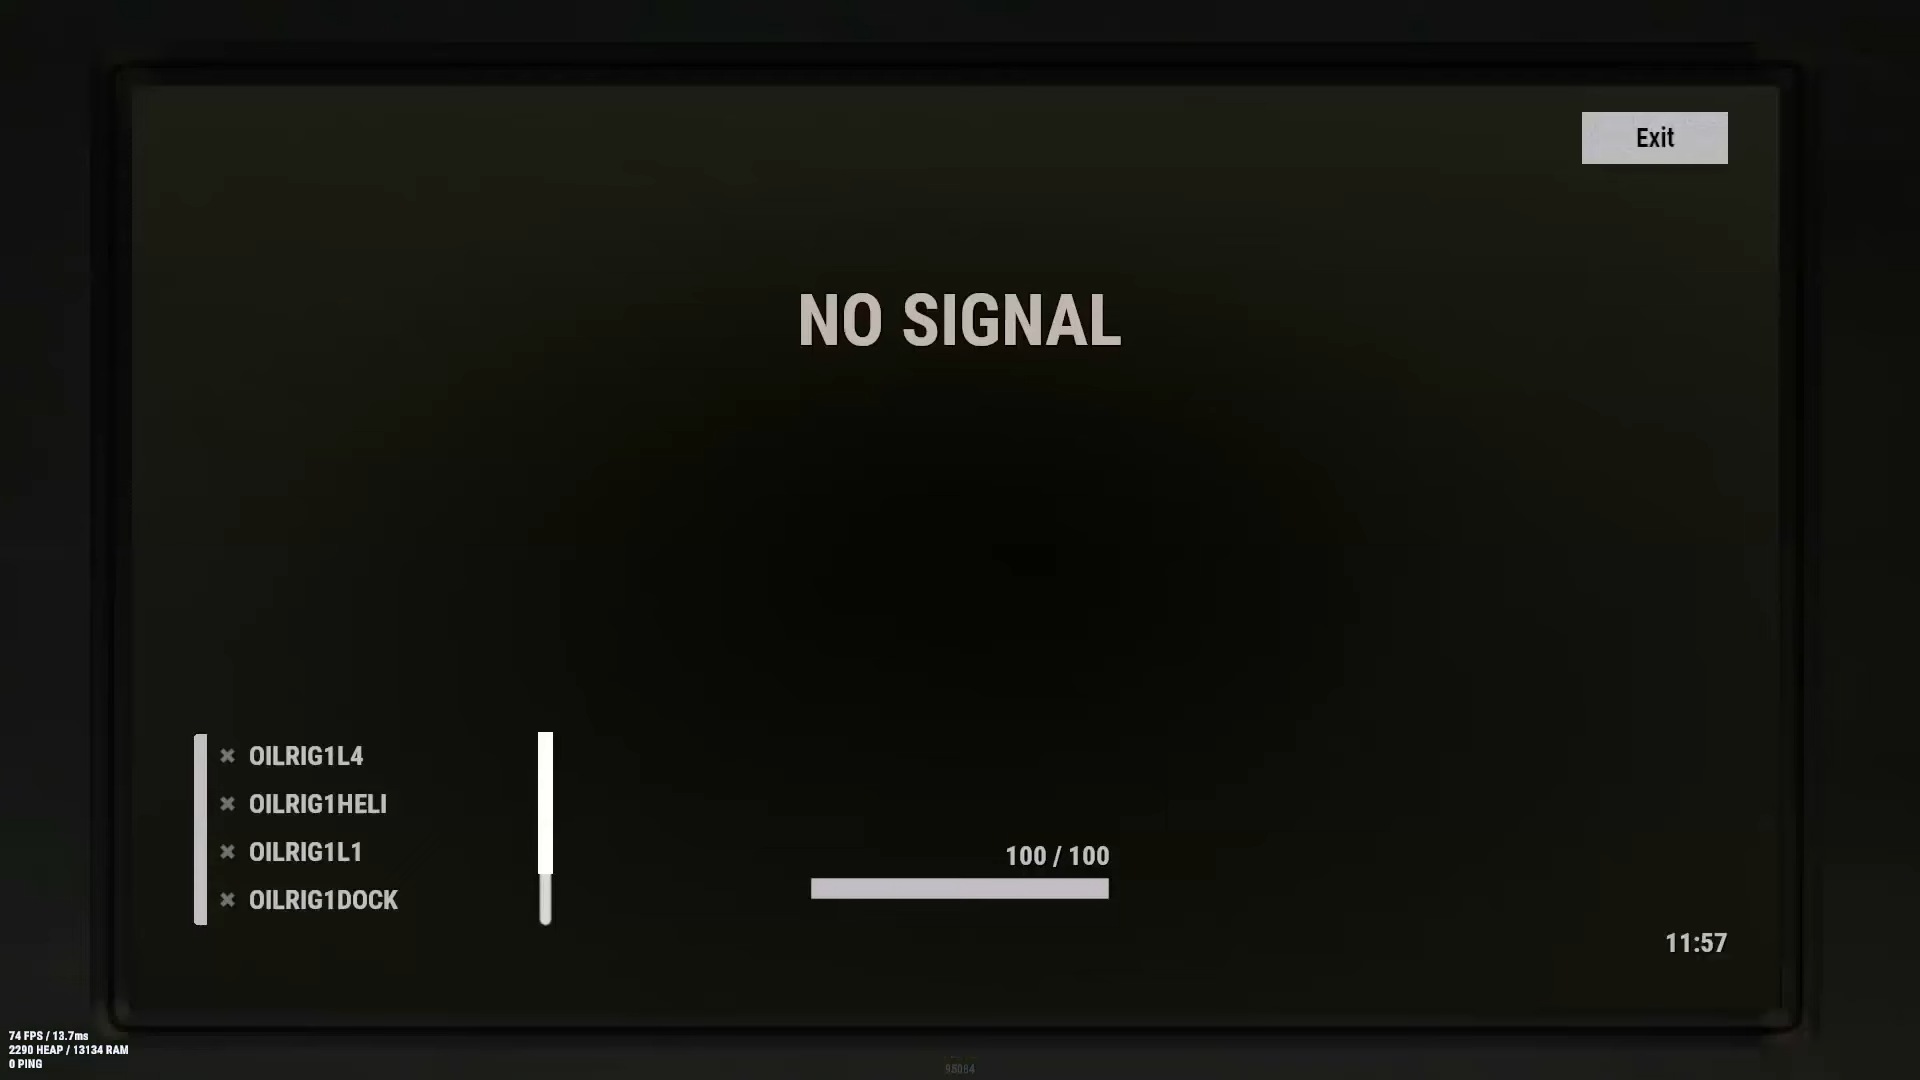 Exit
NO SIGNAL
✖ OILRIG1L4
✖ OILRIG1HELI
✖ OILRIG1L1
✖ OILRIG1DOCK
100 / 100
11:57
74 FPS / 13.7ms
2290 HEAP / 13134 RAM
0 PING